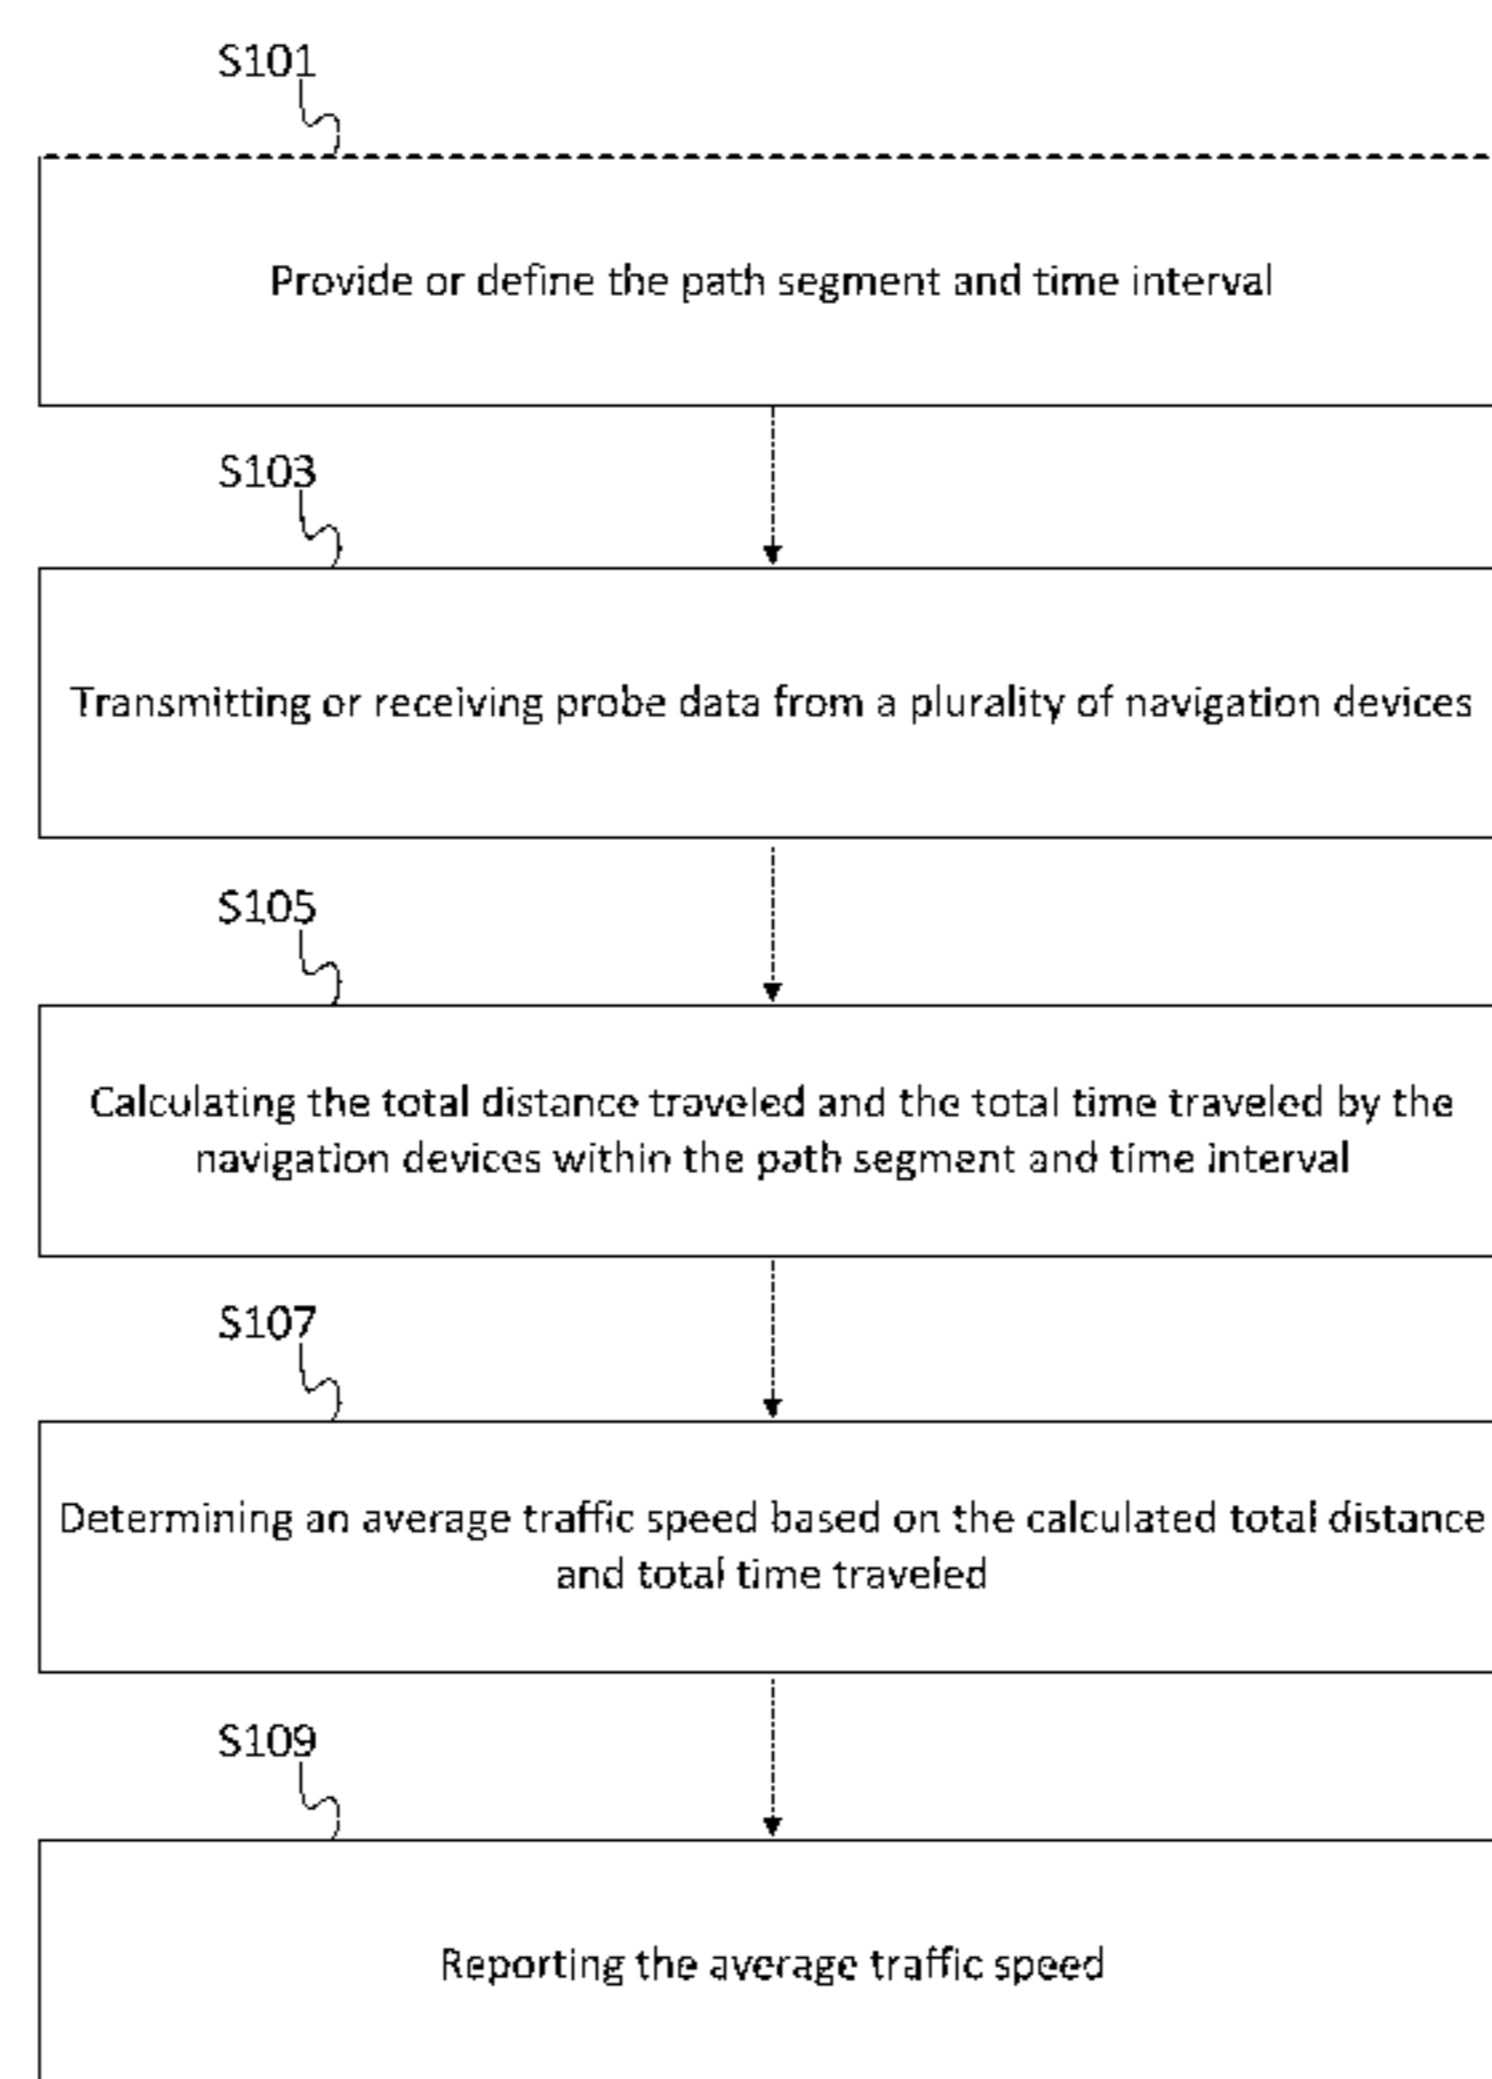 S101
Provide or define the path segment and time interval
S103
Transmitting or receiving probe data from a plurality of navigation devices
S105
Calculating the total distance traveled and the total time traveled by the
navigation devices within the path segment and time interval
S107
Determining an average traffic speed based on the calculated total distance
and total time traveled
S109
Reporting the average traffic speed